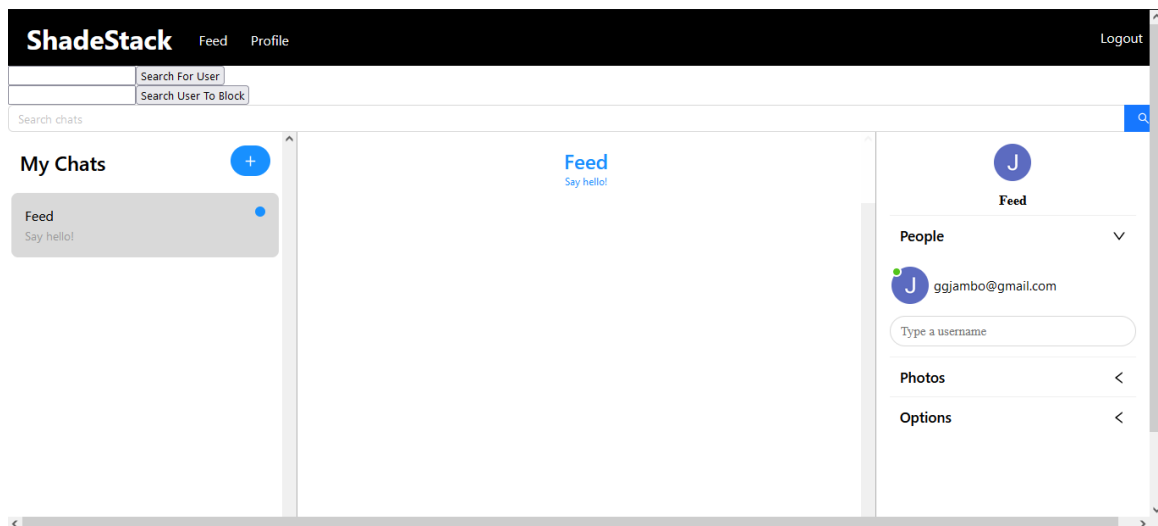 ShadeStack Feed Profile Logout
Search For User
Search User To Block
Search chats
My Chats +
Feed
Say hello!
Feed
Say hello!
J
Feed
People
J ggjambo@gmail.com
Type a username
Photos
Options